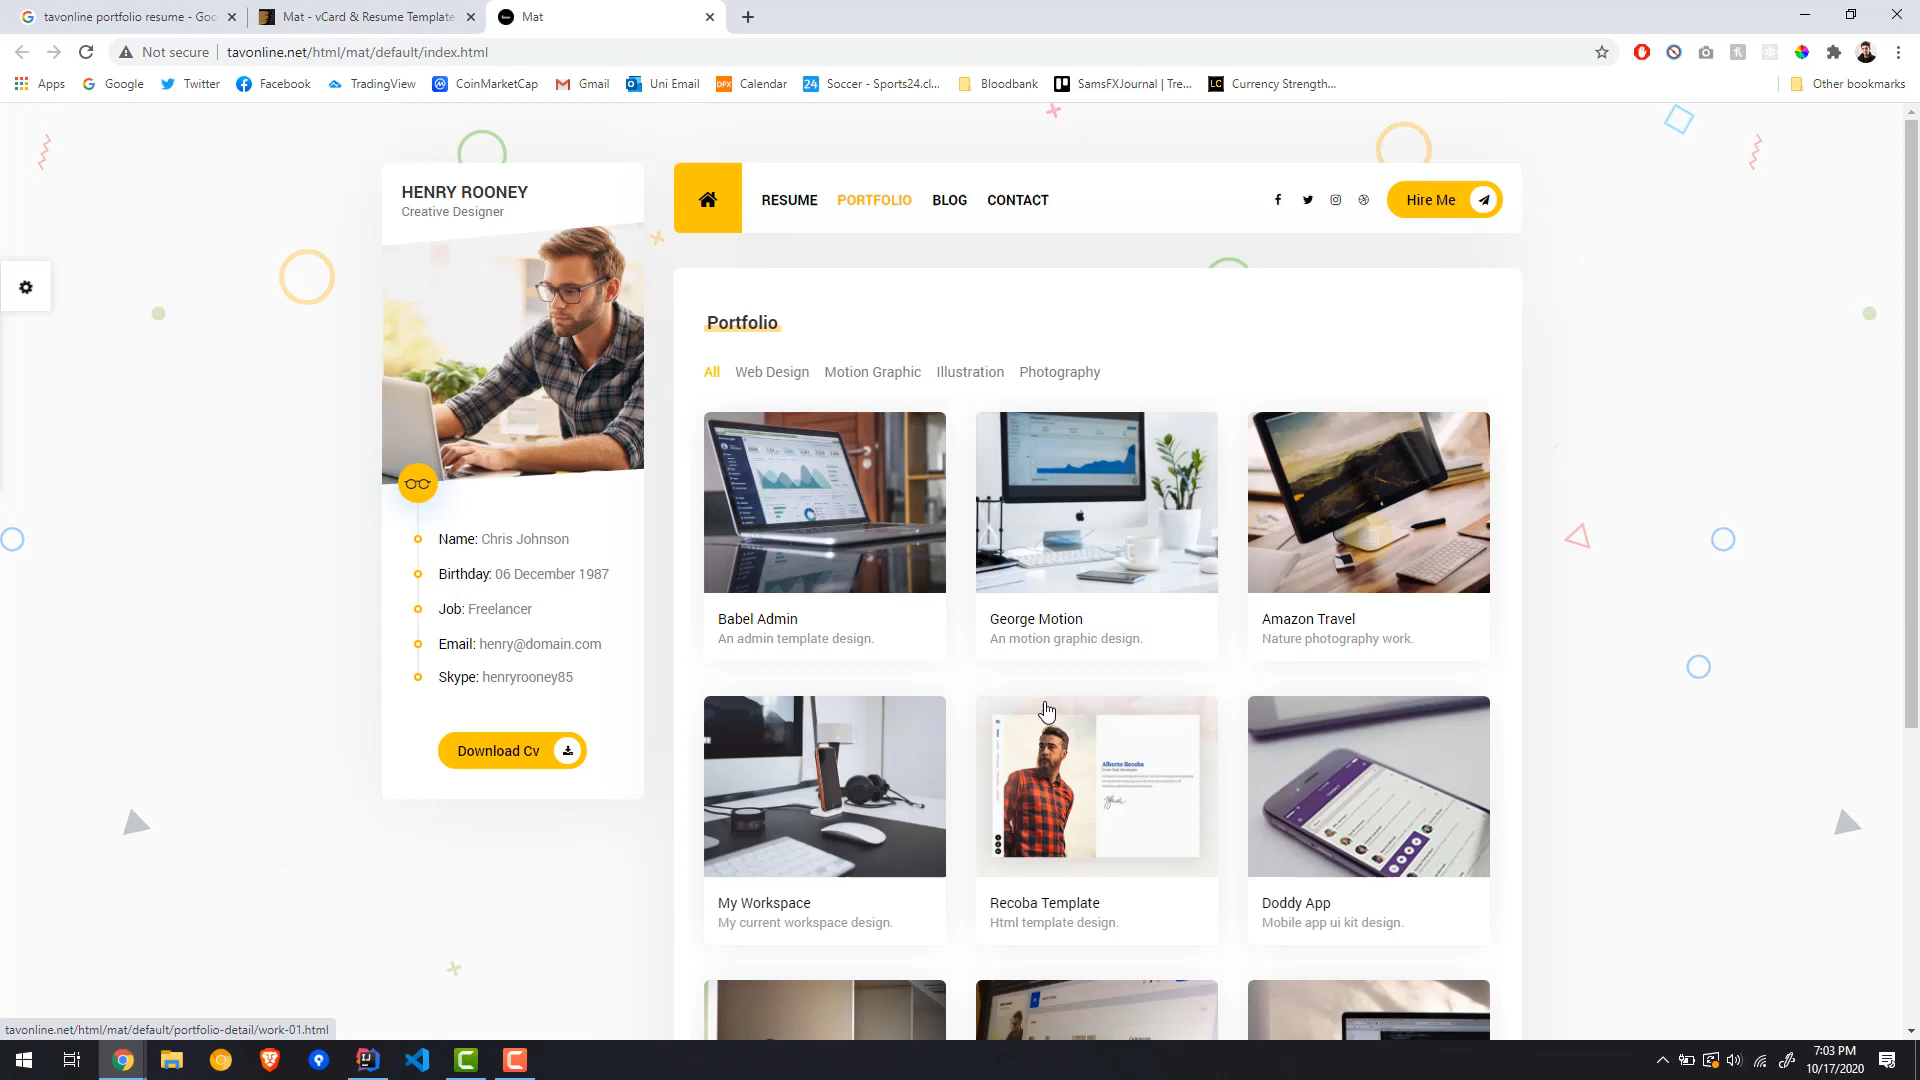 tavonline portfolio resume - Goo
Mat - vCard & Resume Template
Mat
Not secure
tavonline.net/html/mat/default/index.html
Apps
Google
Twitter
Facebook
TradingView
CoinMarketCap
Gmail
Uni Email
Calendar
Soccer - Sports24.cl...
Bloodbank
SamsFXJournal | Tre...
Currency Strength...
Other bookmarks
HENRY ROONEY
Creative Designer
RESUME
PORTFOLIO
BLOG
CONTACT
Hire Me
Portfolio
All
Web Design
Motion Graphic
Illustration
Photography
Name: Chris Johnson
Birthday: 06 December 1987
Job: Freelancer
Email: henry@domain.com
Skype: henryrooney85
Download Cv
Babel Admin
An admin template design.
George Motion
An motion graphic design.
Amazon Travel
Nature photography work.
Alberto Recobs
My Workspace
My current workspace design.
Recoba Template
Html template design.
Doddy App
Mobile app ui kit design.
tavonline.net/html/mat/default/portfolio-detail/work-01.html
7:03 PM
10/17/2020